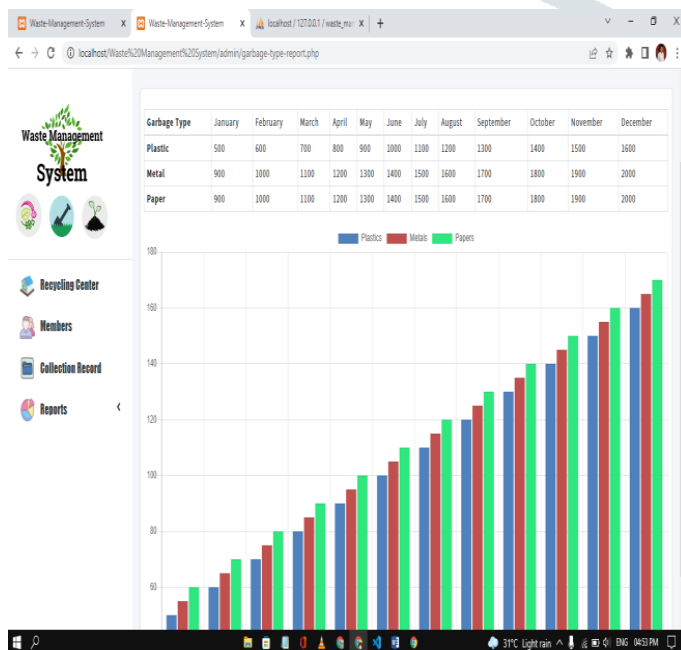 Waste-Management-System X Waste-Management-System X localhost / 127.0.0.1 / waste_mar X +
localhost/Waste%20Management%20System/admin/garbage-type-report.php
Waste Management
System
Recycling Center
Members
Collection Record
Reports
Garbage Type January February March April May June July August September October November December
Plastic 500 600 700 800 900 1000 1100 1200 1300 1400 1500 1600
Metal 900 1000 1100 1200 1300 1400 1500 1600 1700 1800 1900 2000
Paper 900 1000 1100 1200 1300 1400 1500 1600 1700 1800 1900 2000
Plastics Metals Papers
180
160
140
120
100
80
60
31°C Light rain ENG 04:53 PM